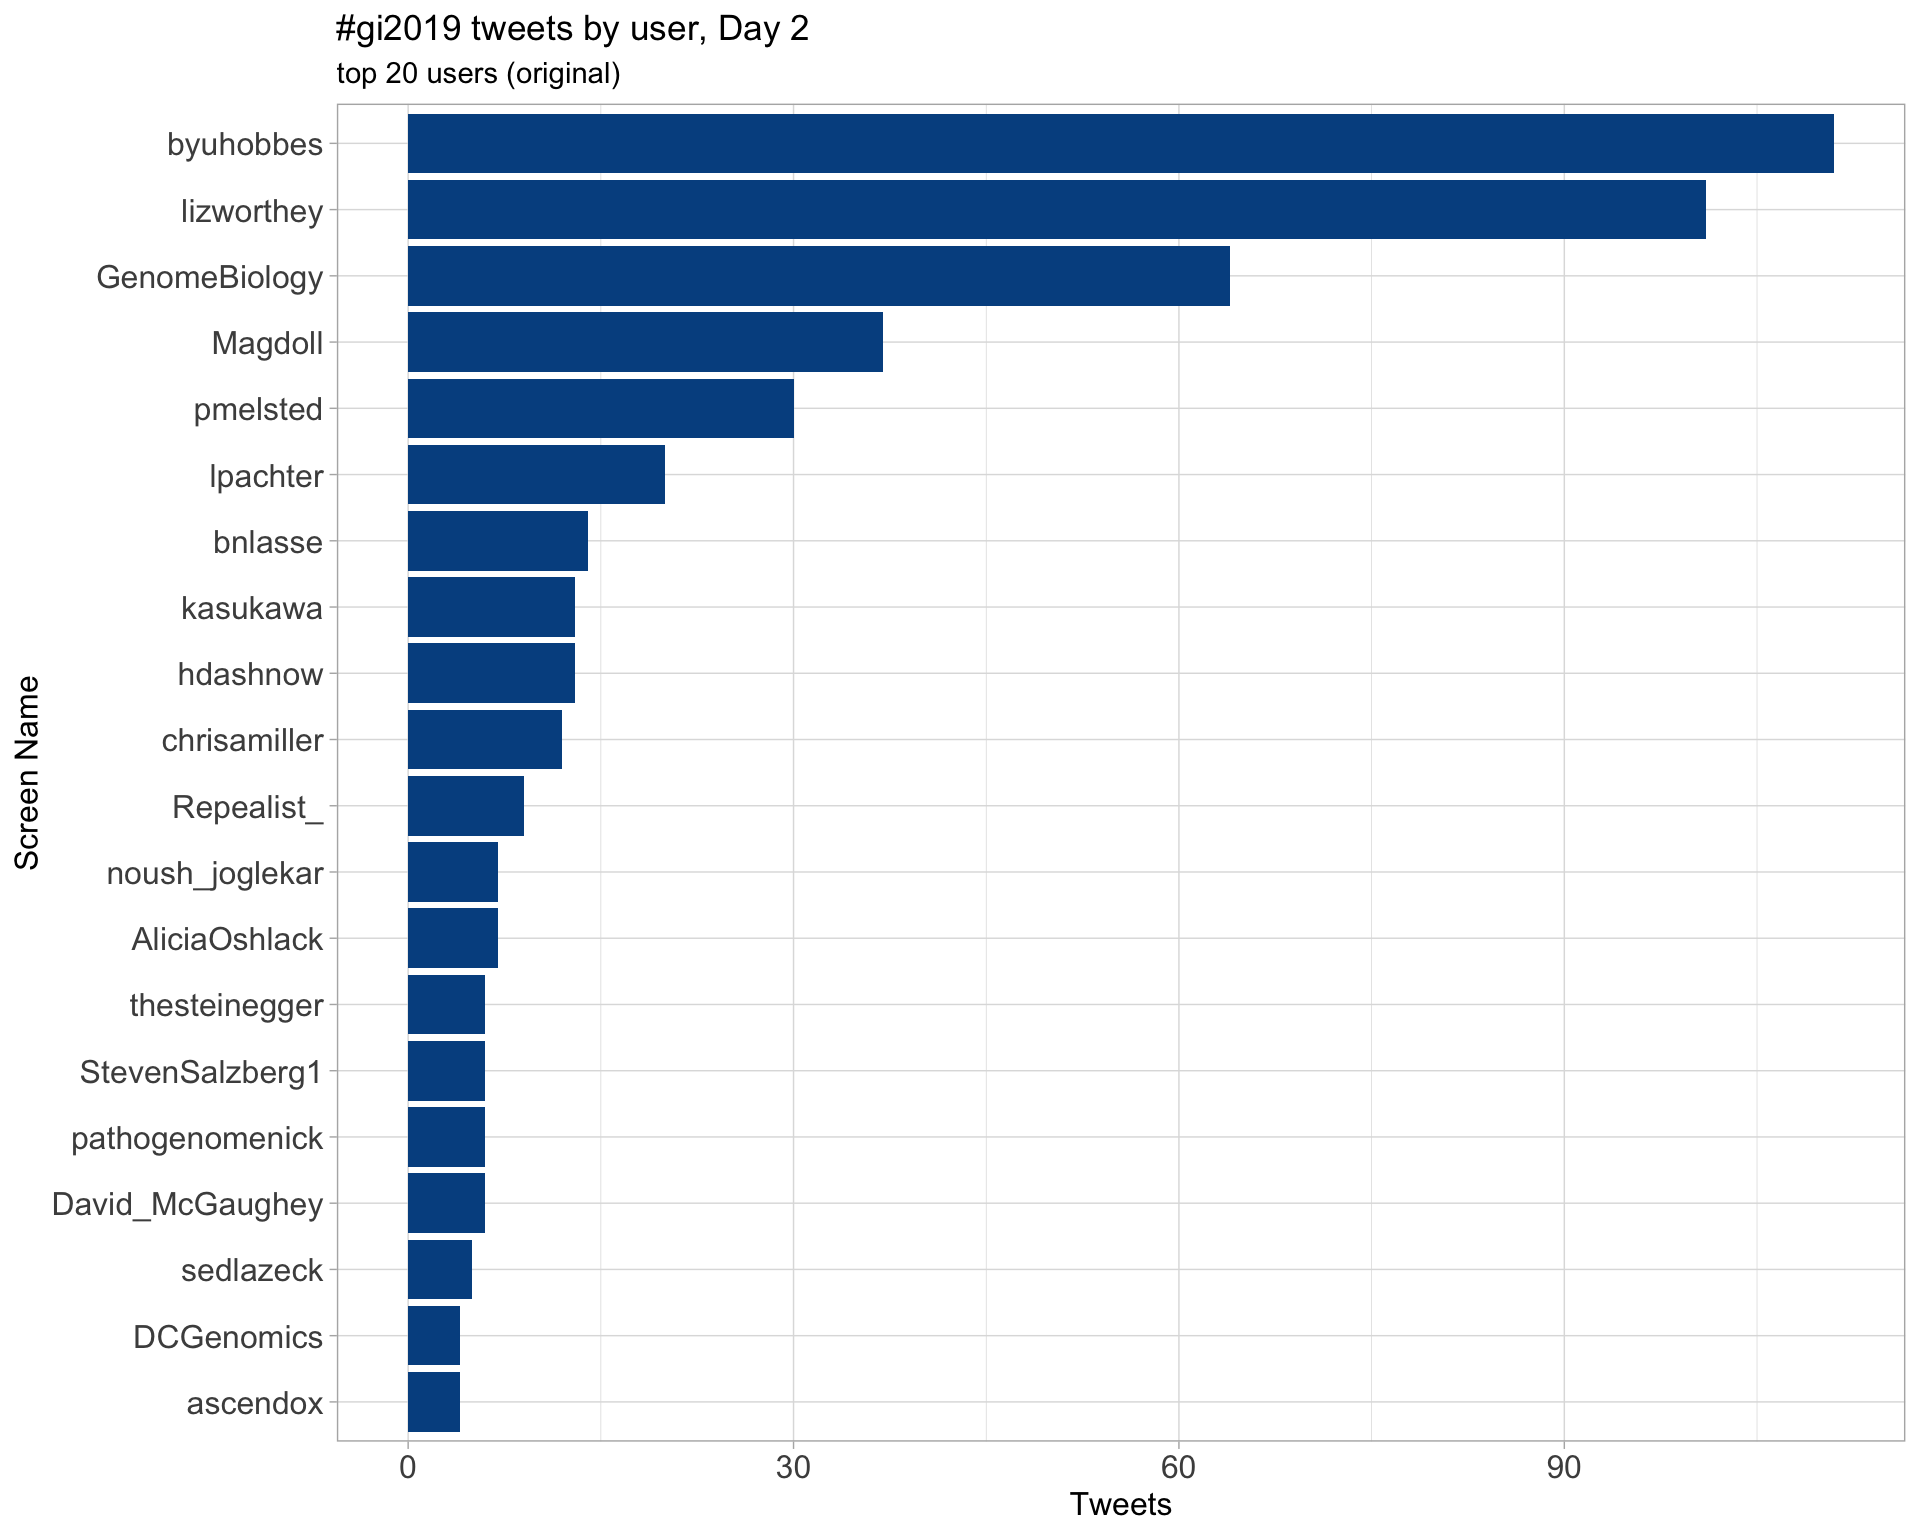 #gi2019 tweets by user, Day 2
top 20 users (original)
Screen Name
byuhobbes
lizworthey
GenomeBiology
Magdoll
pmelsted
lpachter
bnlasse
kasukawa
hdashnow
chrisamiller
Repealist_
noush_joglekar
AliciaOshlack
thesteinegger
StevenSalzberg1
pathogenomenick
David_McGaughey
sedlazeck
DCGenomics
ascendox
0 30 60 90
Tweets